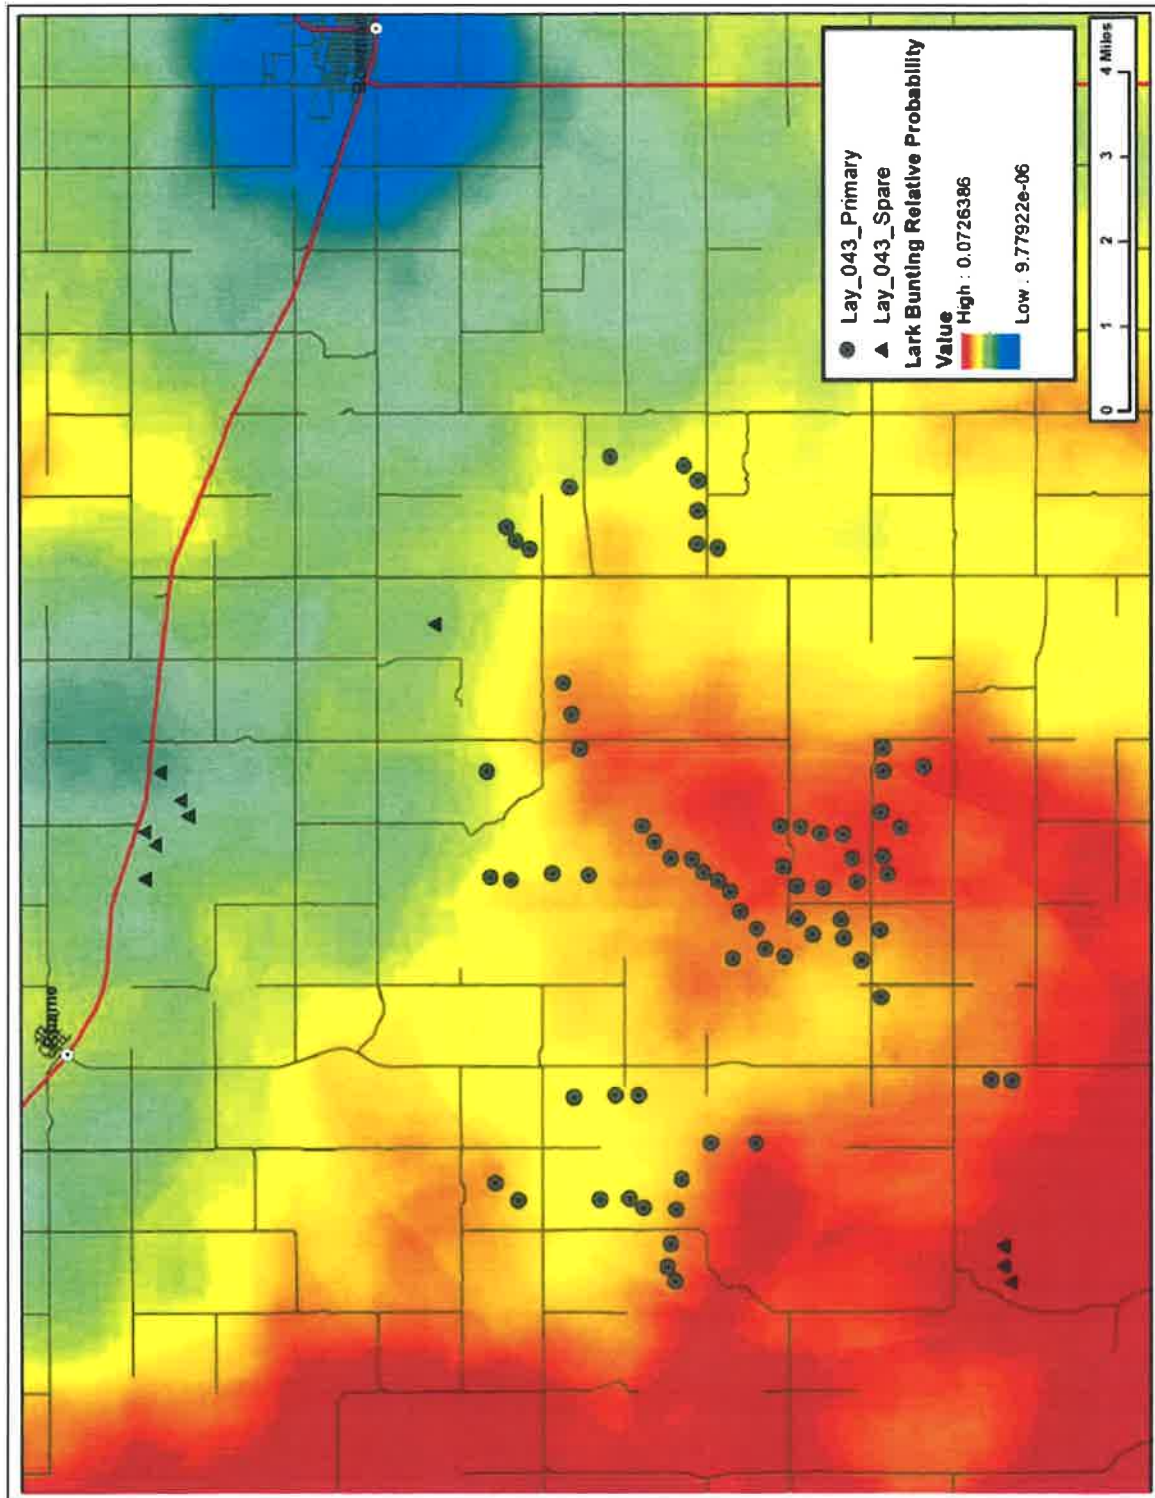 Lay_043_Primary
Lay_043_Spare
Lark Bunting Relative Probability
Value
High : 0.0726386
Low : 9.77922e-06
0 1 2 3 4 Miles